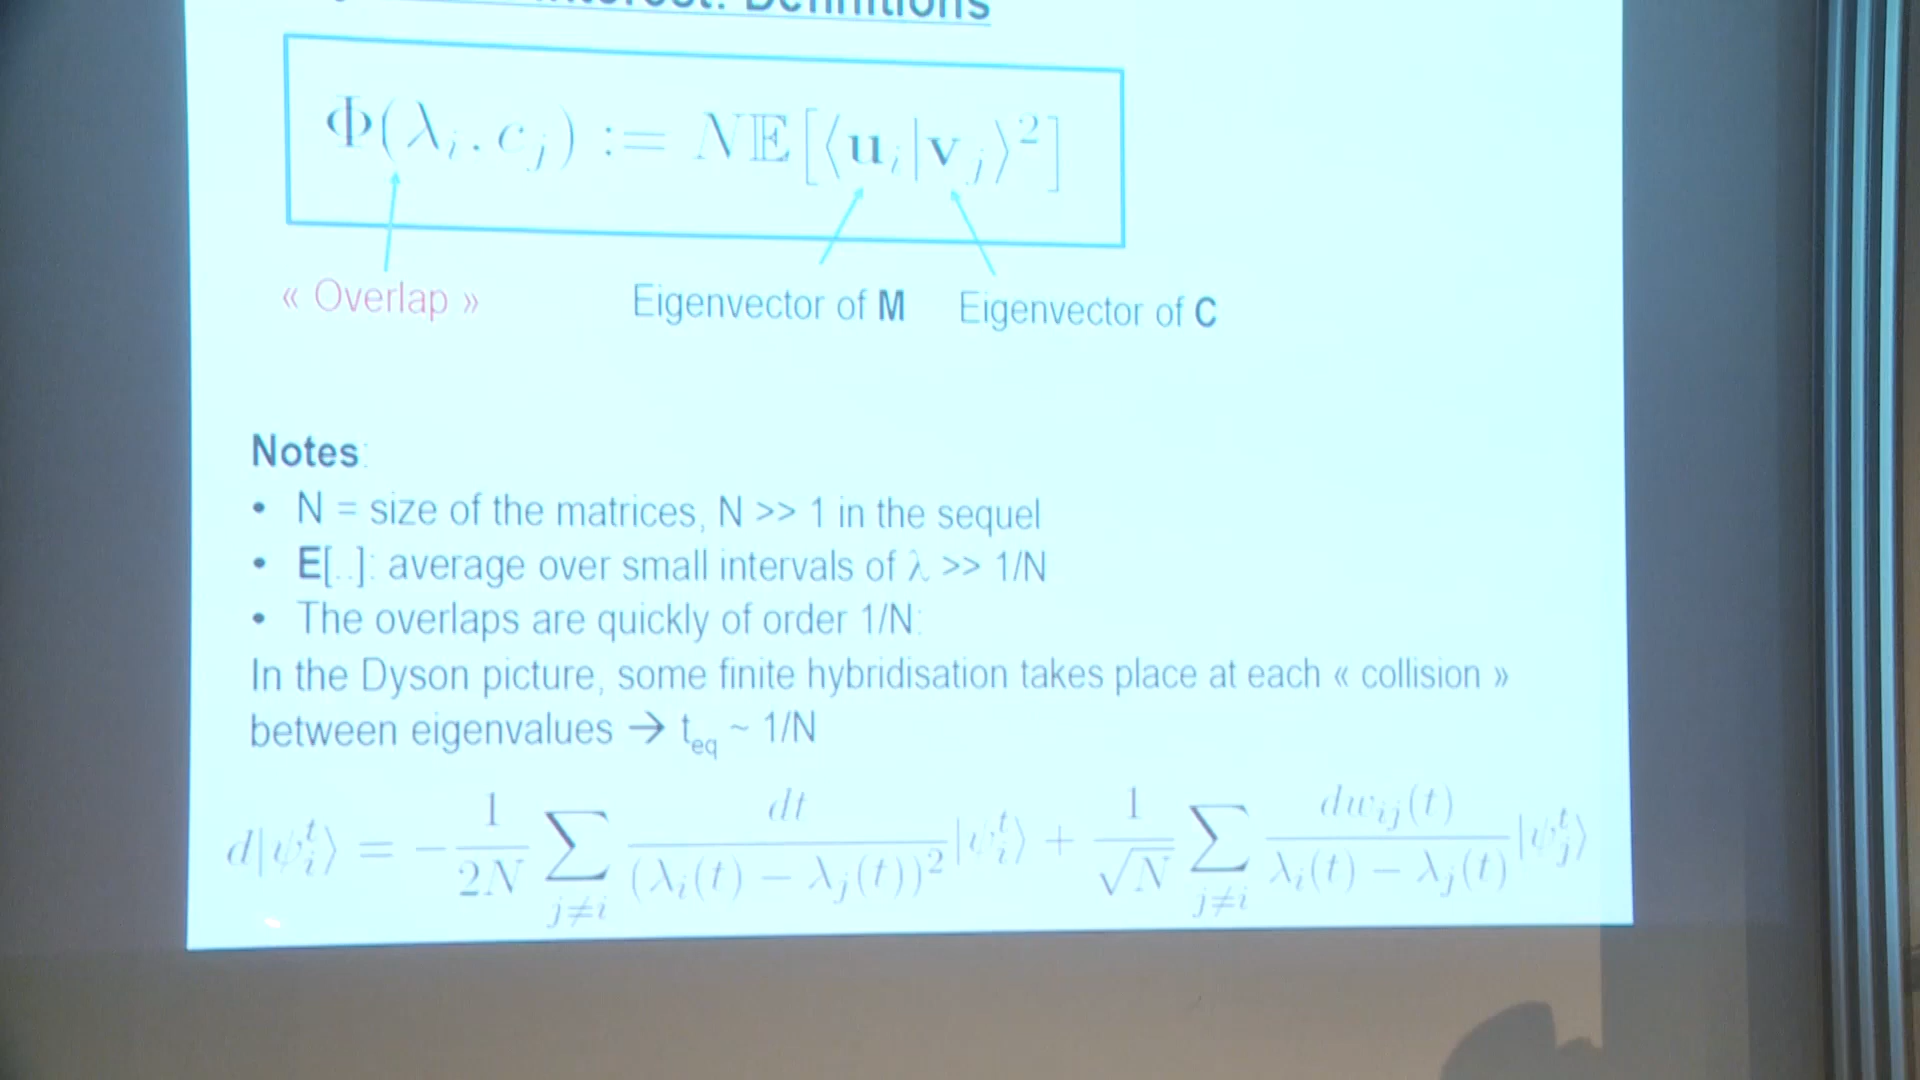 Definitions
Φ(λ_i, c_j) := N𝔼[⟨u_i|v_j⟩²]
« Overlap » Eigenvector of M Eigenvector of C
Notes:
• N = size of the matrices, N >> 1 in the sequel
• E[..]: average over small intervals of λ >> 1/N
• The overlaps are quickly of order 1/N:
In the Dyson picture, some finite hybridisation takes place at each « collision »
between eigenvalues → t_eq ~ 1/N
d|ψ_i^t⟩ = −1/(2N) ∑_{j≠i} dt/(λ_i(t) − λ_j(t))² |ψ_i^t⟩ + 1/√N ∑_{j≠i} dw_ij(t)/(λ_i(t) − λ_j(t)) |ψ_j^t⟩